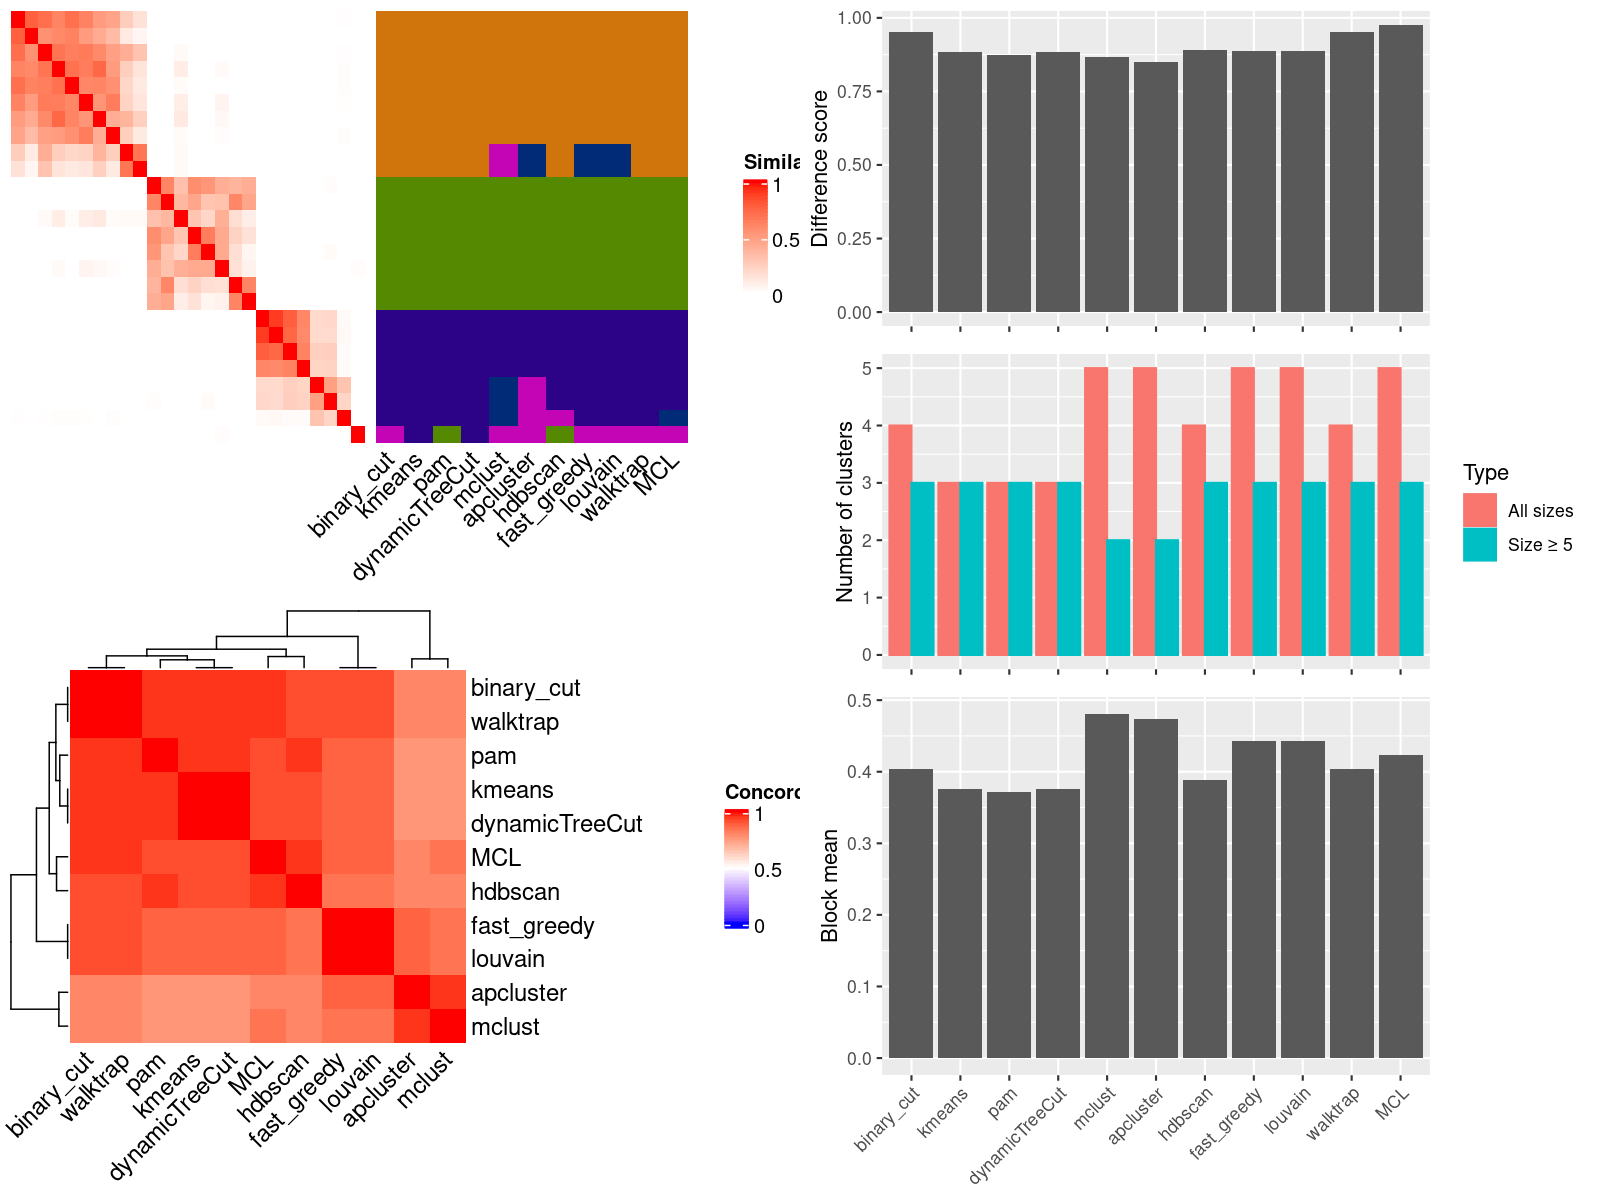 Simila
1
0.5
0
binary_cut
kmeans
pam
dynamicTreeCut
mclust
apcluster
hdbscan
fast_greedy
louvain
walktrap
MCL
binary_cut
walktrap
pam
kmeans
dynamicTreeCut
MCL
hdbscan
fast_greedy
louvain
apcluster
mclust
Concord
1
0.5
0
binary_cut
walktrap
pam
kmeans
dynamicTreeCut
MCL
hdbscan
fast_greedy
louvain
apcluster
mclust
Difference score
1.00
0.75
0.50
0.25
0.00
Number of clusters
5
4
3
2
1
0
Type
All sizes
Size ≥ 5
Block mean
0.5
0.4
0.3
0.2
0.1
0.0
binary_cut
kmeans
pam
dynamicTreeCut
mclust
apcluster
hdbscan
fast_greedy
louvain
walktrap
MCL